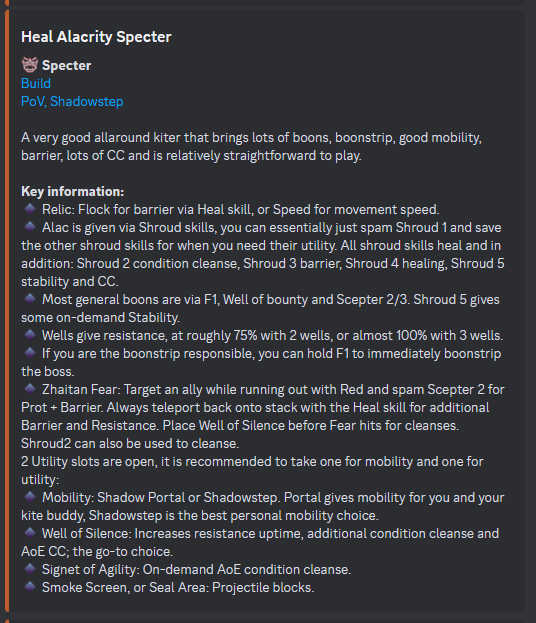 Heal Alacrity Specter
Specter
Build
PoV, Shadowstep
A very good allaround kiter that brings lots of boons, boonstrip, good mobility,
barrier, lots of CC and is relatively straightforward to play.
Key information:
Relic: Flock for barrier via Heal skill, or Speed for movement speed.
Alac is given via Shroud skills, you can essentially just spam Shroud 1 and save
the other shroud skills for when you need their utility. All shroud skills heal and in
addition: Shroud 2 condition cleanse, Shroud 3 barrier, Shroud 4 healing, Shroud 5
stability and CC.
Most general boons are via F1, Well of bounty and Scepter 2/3. Shroud 5 gives
some on-demand Stability.
Wells give resistance, at roughly 75% with 2 wells, or almost 100% with 3 wells.
If you are the boonstrip responsible, you can hold F1 to immediately boonstrip
the boss.
Zhaitan Fear: Target an ally while running out with Red and spam Scepter 2 for
Prot + Barrier. Always teleport back onto stack with the Heal skill for additional
Barrier and Resistance. Place Well of Silence before Fear hits for cleanses.
Shroud2 can also be used to cleanse.
2 Utility slots are open, it is recommended to take one for mobility and one for
utility:
Mobility: Shadow Portal or Shadowstep. Portal gives mobility for you and your
kite buddy, Shadowstep is the best personal mobility choice.
Well of Silence: Increases resistance uptime, additional condition cleanse and
AoE CC; the go-to choice.
Signet of Agility: On-demand AoE condition cleanse.
Smoke Screen, or Seal Area: Projectile blocks.